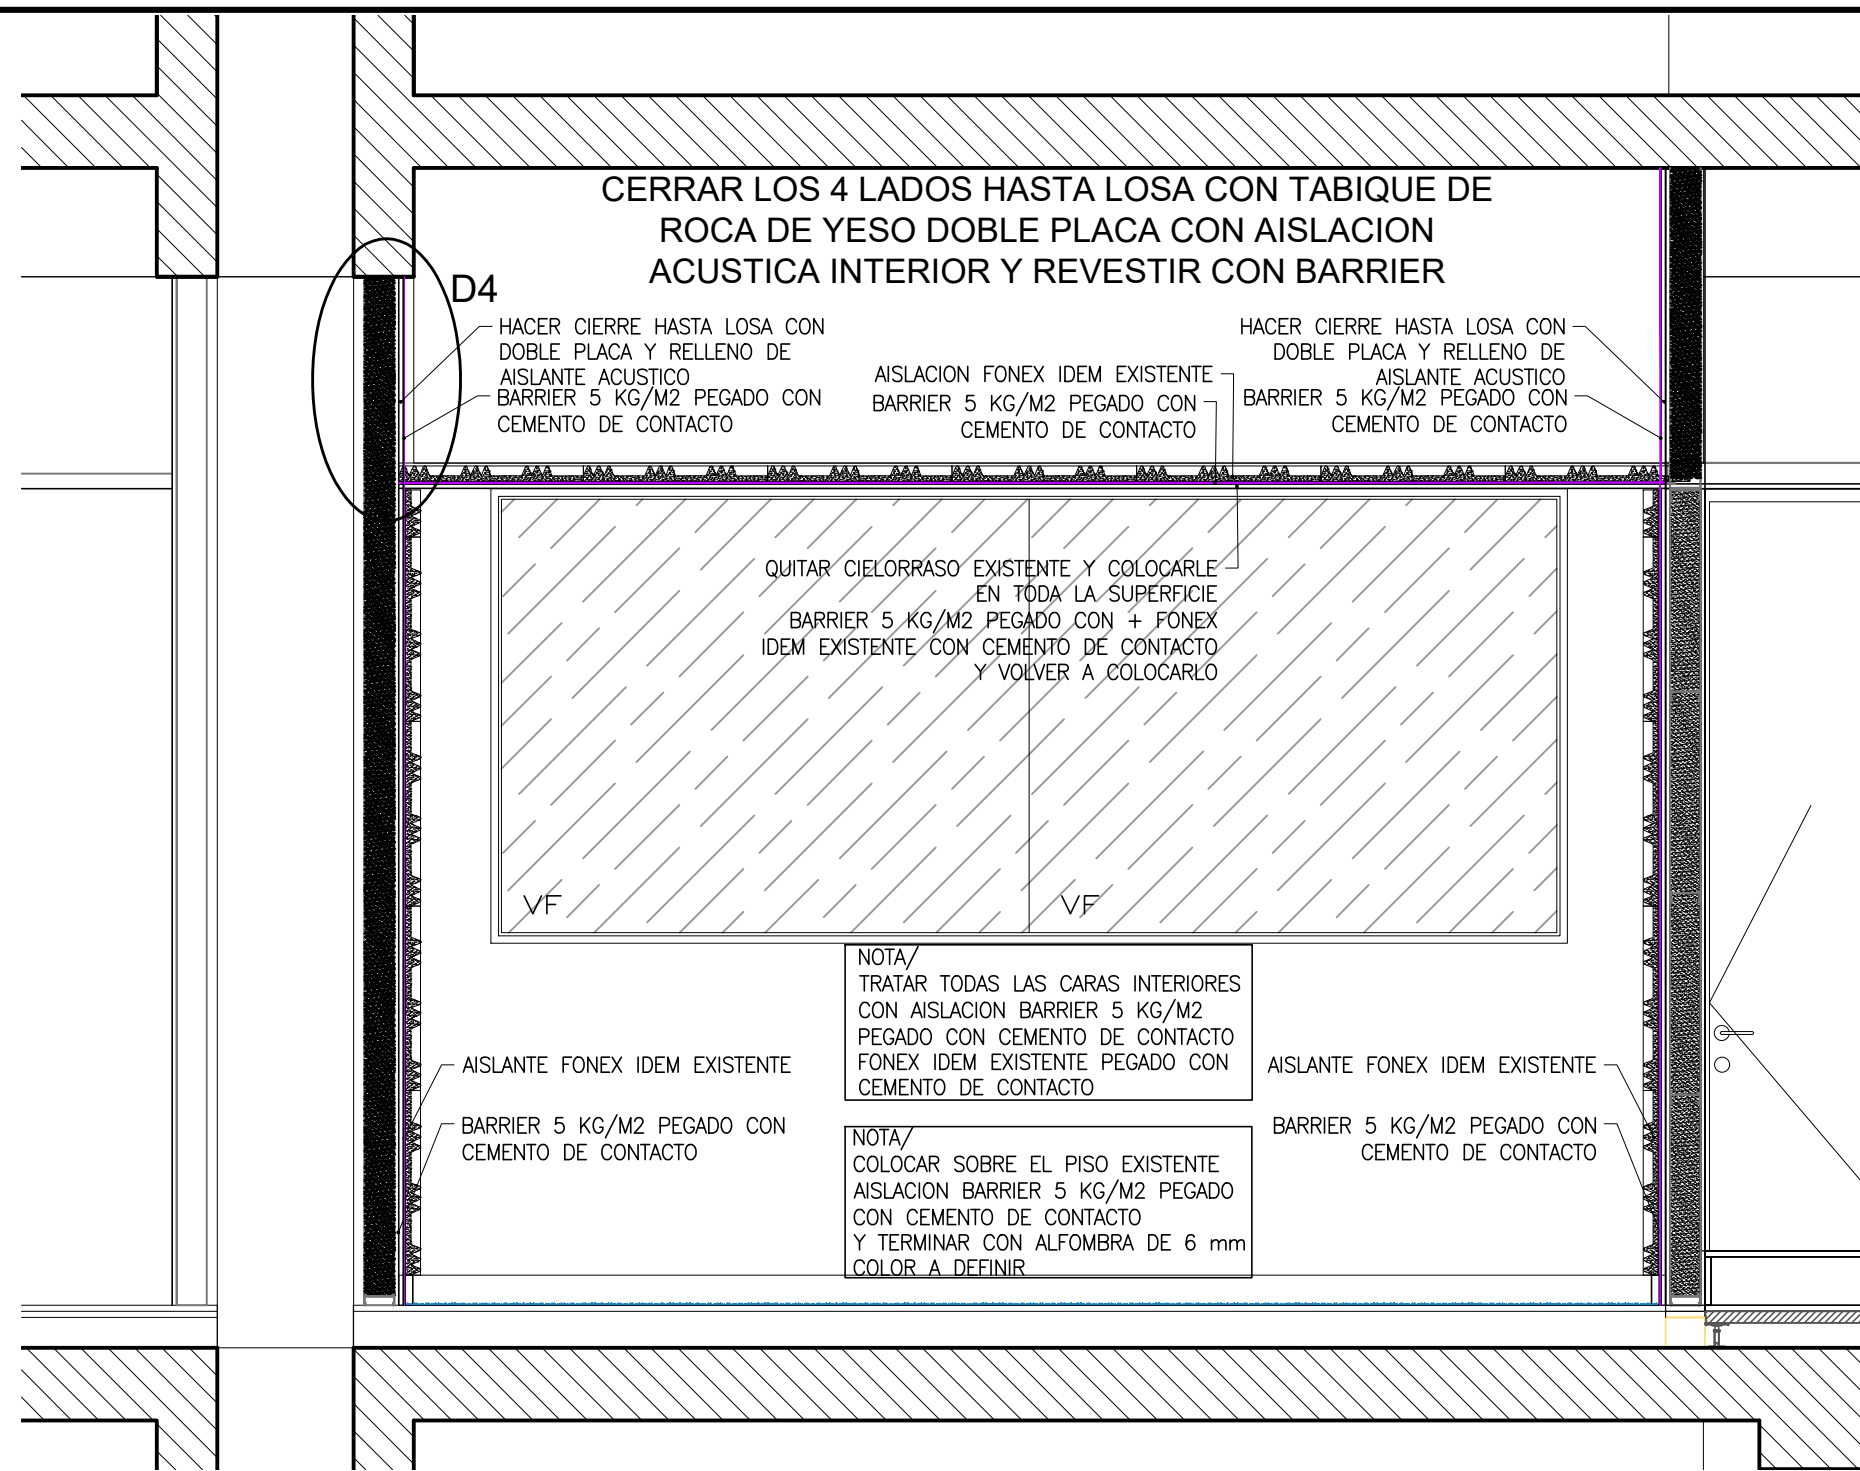 CERRAR LOS 4 LADOS HASTA LOSA CON TABIQUE DE
ROCA DE YESO DOBLE PLACA CON AISLACION
ACUSTICA INTERIOR Y REVESTIR CON BARRIER
D4
HACER CIERRE HASTA LOSA CON
DOBLE PLACA Y RELLENO DE
AISLANTE ACUSTICO
BARRIER 5 KG/M2 PEGADO CON
CEMENTO DE CONTACTO
AISLACION FONEX IDEM EXISTENTE
BARRIER 5 KG/M2 PEGADO CON
CEMENTO DE CONTACTO
HACER CIERRE HASTA LOSA CON
DOBLE PLACA Y RELLENO DE
AISLANTE ACUSTICO
BARRIER 5 KG/M2 PEGADO CON
CEMENTO DE CONTACTO
QUITAR CIELORRASO EXISTENTE Y COLOCARLE
EN TODA LA SUPERFICIE
BARRIER 5 KG/M2 PEGADO CON + FONEX
IDEM EXISTENTE CON CEMENTO DE CONTACTO
Y VOLVER A COLOCARLO
VF
VF
NOTA/
TRATAR TODAS LAS CARAS INTERIORES
CON AISLACION BARRIER 5 KG/M2
PEGADO CON CEMENTO DE CONTACTO
FONEX IDEM EXISTENTE PEGADO CON
CEMENTO DE CONTACTO
AISLANTE FONEX IDEM EXISTENTE
BARRIER 5 KG/M2 PEGADO CON
CEMENTO DE CONTACTO
AISLANTE FONEX IDEM EXISTENTE
BARRIER 5 KG/M2 PEGADO CON
CEMENTO DE CONTACTO
NOTA/
COLOCAR SOBRE EL PISO EXISTENTE
AISLACION BARRIER 5 KG/M2 PEGADO
CON CEMENTO DE CONTACTO
Y TERMINAR CON ALFOMBRA DE 6 mm
COLOR A DEFINIR